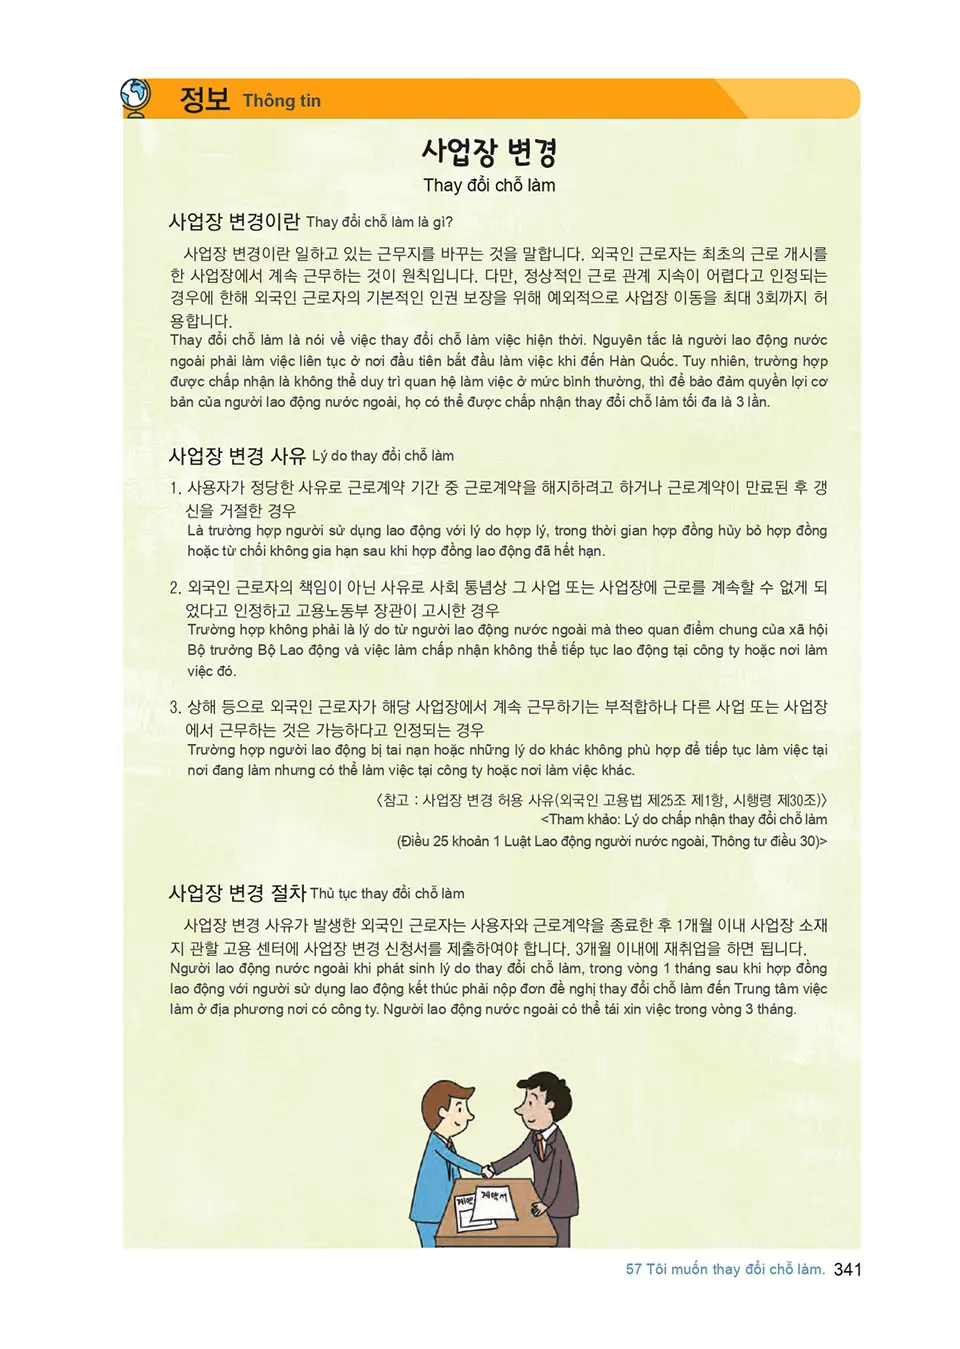 정보 Thông tin
사업장 변경
Thay đổi chỗ làm
사업장 변경이란 Thay đổi chỗ làm là gì?
사업장 변경이란 일하고 있는 근무지를 바꾸는 것을 말합니다. 외국인 근로자는 최초의 근로 개시를
한 사업장에서 계속 근무하는 것이 원칙입니다. 다만, 정상적인 근로 관계 지속이 어렵다고 인정되는
경우에 한해 외국인 근로자의 기본적인 인권 보장을 위해 예외적으로 사업장 이동을 최대 3회까지 허
용합니다.
Thay đổi chỗ làm là nói về việc thay đổi chỗ làm việc hiện thời. Nguyên tắc là người lao động nước
ngoài phải làm việc liên tục ở nơi đầu tiên bắt đầu làm việc khi đến Hàn Quốc. Tuy nhiên, trường hợp
được chấp nhận là không thể duy trì quan hệ làm việc ở mức bình thường, thì để bảo đảm quyền lợi cơ
bản của người lao động nước ngoài, họ có thể được chấp nhận thay đổi chỗ làm tối đa là 3 lần.
사업장 변경 사유 Lý do thay đổi chỗ làm
1. 사용자가 정당한 사유로 근로계약 기간 중 근로계약을 해지하려고 하거나 근로계약이 만료된 후 갱
신을 거절한 경우
Là trường hợp người sử dụng lao động với lý do hợp lý, trong thời gian hợp đồng hủy bỏ hợp đồng
hoặc từ chối không gia hạn sau khi hợp đồng lao động đã hết hạn.
2. 외국인 근로자의 책임이 아닌 사유로 사회 통념상 그 사업 또는 사업장에 근로를 계속할 수 없게 되
었다고 인정하고 고용노동부 장관이 고시한 경우
Trường hợp không phải là lý do từ người lao động nước ngoài mà theo quan điểm chung của xã hội
Bộ trưởng Bộ Lao động và việc làm chấp nhận không thể tiếp tục lao động tại công ty hoặc nơi làm
việc đó.
3. 상해 등으로 외국인 근로자가 해당 사업장에서 계속 근무하기는 부적합하나 다른 사업 또는 사업장
에서 근무하는 것은 가능하다고 인정되는 경우
Trường hợp người lao động bị tai nạn hoặc những lý do khác không phù hợp để tiếp tục làm việc tại
nơi đang làm nhưng có thể làm việc tại công ty hoặc nơi làm việc khác.
〈참고 : 사업장 변경 허용 사유(외국인 고용법 제25조 제1항, 시행령 제30조)〉
<Tham khảo: Lý do chấp nhận thay đổi chỗ làm
(Điều 25 khoản 1 Luật Lao động người nước ngoài, Thông tư điều 30)>
사업장 변경 절차 Thủ tục thay đổi chỗ làm
사업장 변경 사유가 발생한 외국인 근로자는 사용자와 근로계약을 종료한 후 1개월 이내 사업장 소재
지 관할 고용 센터에 사업장 변경 신청서를 제출하여야 합니다. 3개월 이내에 재취업을 하면 됩니다.
Người lao động nước ngoài khi phát sinh lý do thay đổi chỗ làm, trong vòng 1 tháng sau khi hợp đồng
lao động với người sử dụng lao động kết thúc phải nộp đơn đề nghị thay đổi chỗ làm đến Trung tâm việc
làm ở địa phương nơi có công ty. Người lao động nước ngoài có thể tái xin việc trong vòng 3 tháng.
계약 계약서
57 Tôi muốn thay đổi chỗ làm. 341